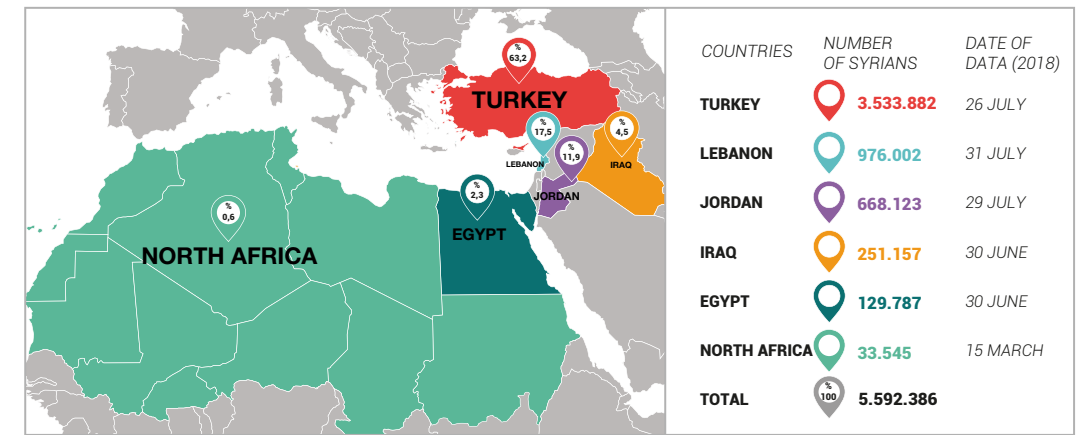 %
63,2
TURKEY
%
17,5
LEBANON
%
11,9
JORDAN
%
4,5
IRAQ
%
2,3
EGYPT
%
0,6
NORTH AFRICA
COUNTRIES
NUMBER
OF SYRIANS
DATE OF
DATA (2018)
TURKEY 3.533.882 26 JULY
LEBANON 976.002 31 JULY
JORDAN 668.123 29 JULY
IRAQ 251.157 30 JUNE
EGYPT 129.787 30 JUNE
NORTH AFRICA 33.545 15 MARCH
TOTAL % 100 5.592.386